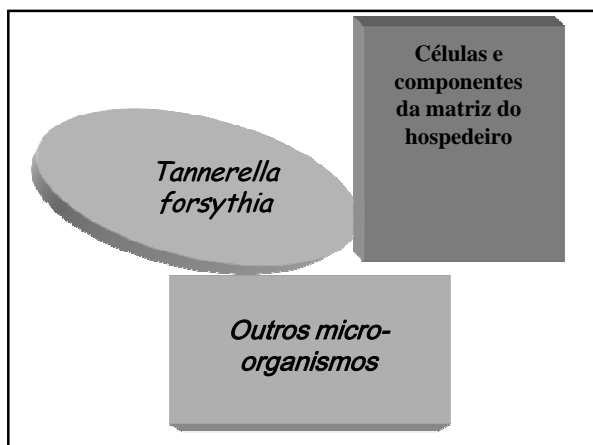 Células e
componentes
da matriz do
hospedeiro
Tannerella
forsythia
Outros micro-
organismos